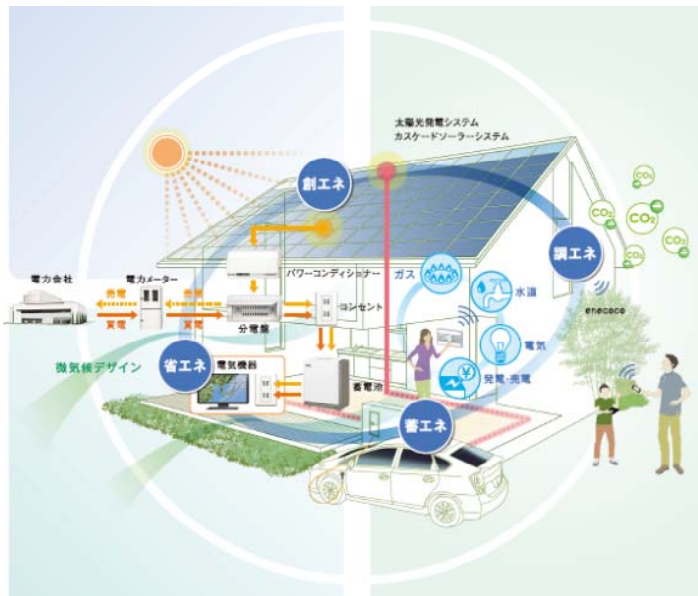 太陽光発電システム
カスケードソーラーシステム
創エネ
CO2
CO2
CO2
CO2
CO2
調エネ
パワーコンディショナー
ガス
水道
電力会社
売電
電力メーター
売電
買電
買電
分電盤
コンセント
enecoco
電気
微気候デザイン
省エネ
電気機器
蓄電池
発電・売電
蓄エネ